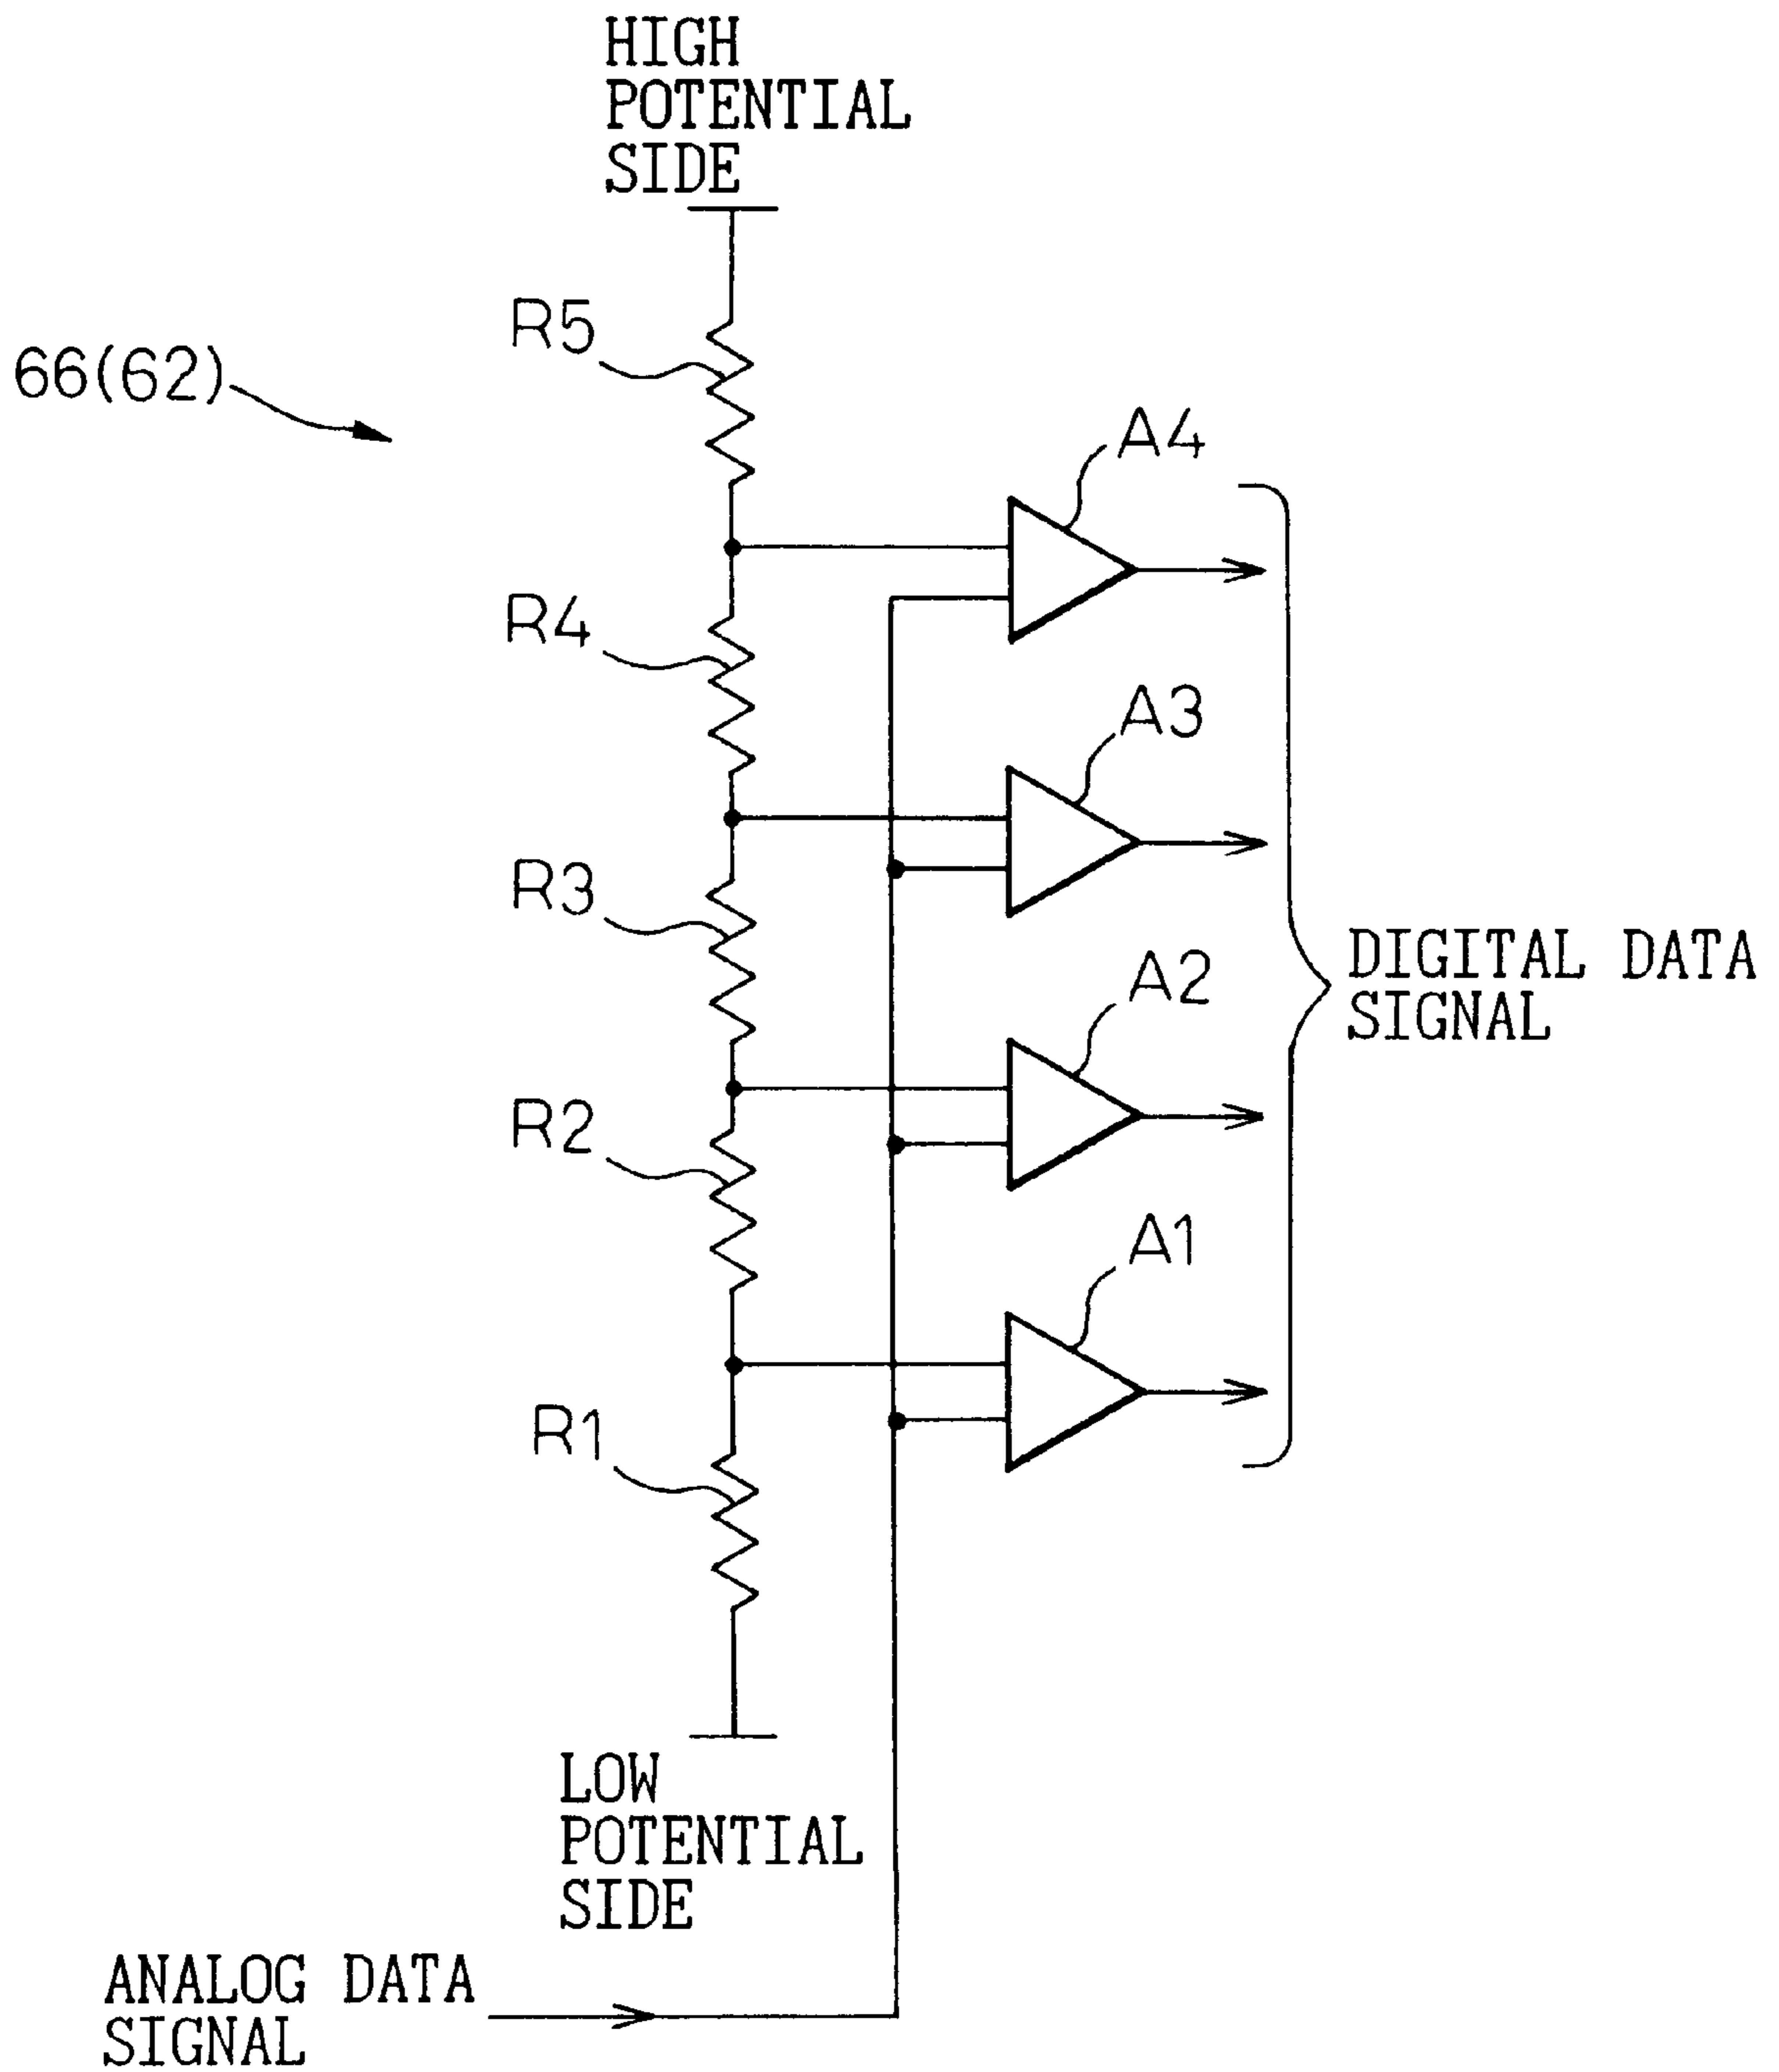 HIGH
POTENTIAL
SIDE
R5
66(62)
A4
R4
A3
R3
DIGITAL DATA
SIGNAL
A2
R2
A1
R1
LOW
POTENTIAL
SIDE
ANALOG DATA
SIGNAL